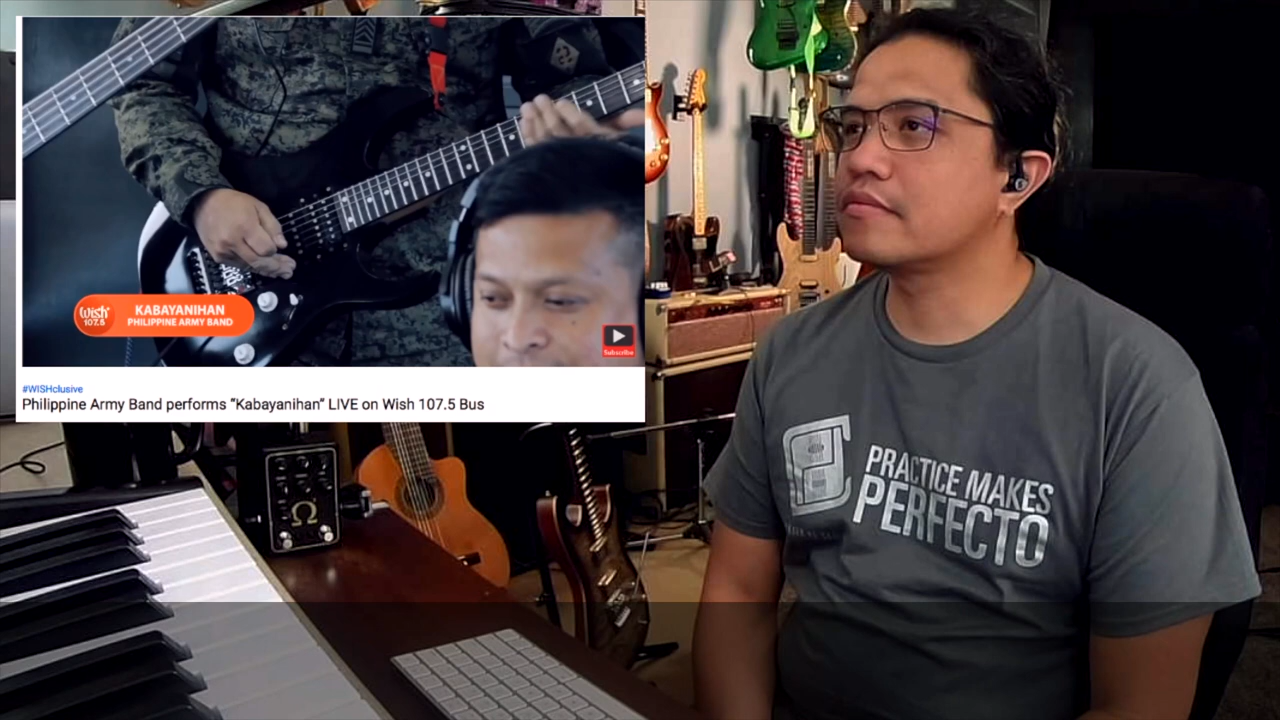 wish
107.5
KABAYANIHAN
PHILIPPINE ARMY BAND
Subscribe
#WISHclusive
Philippine Army Band performs “Kabayanihan” LIVE on Wish 107.5 Bus
Ω
PRACTICE MAKES
PERFECTO